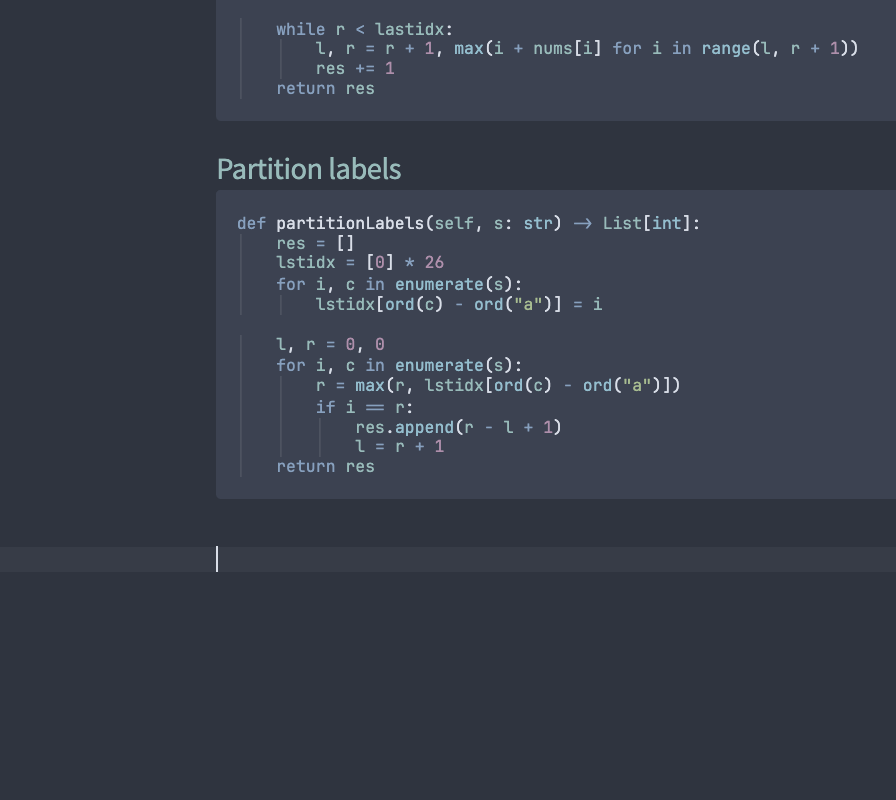 while r < lastidx:
l, r = r + 1, max(i + nums[i] for i in range(l, r + 1))
res += 1
return res
Partition labels
def partitionLabels(self, s: str) -> List[int]:
res = []
lstidx = [0] * 26
for i, c in enumerate(s):
lstidx[ord(c) - ord("a")] = i
l, r = 0, 0
for i, c in enumerate(s):
r = max(r, lstidx[ord(c) - ord("a")])
if i == r:
res.append(r - l + 1)
l = r + 1
return res